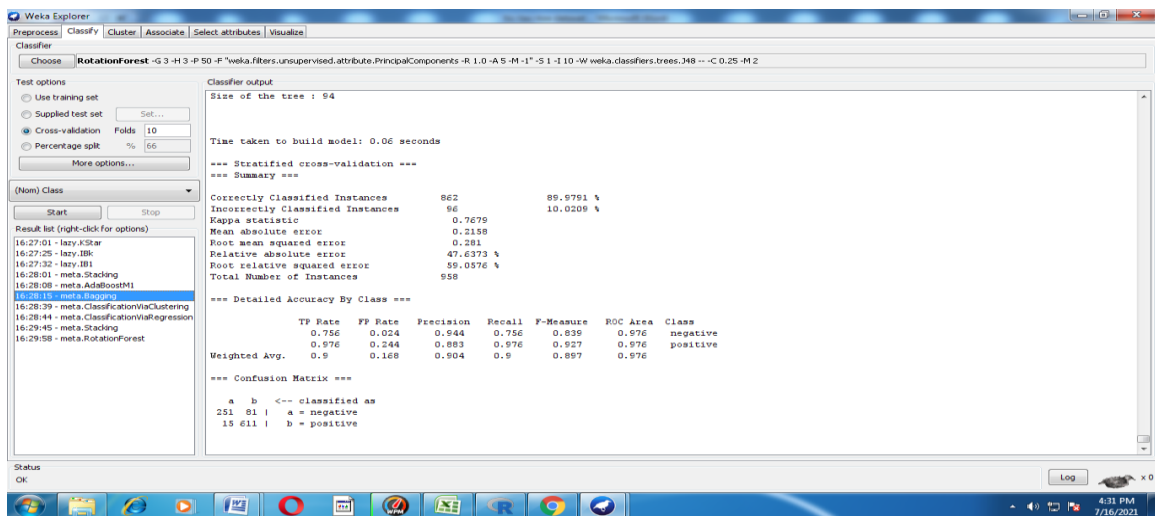 Weka Explorer
Preprocess Classify Cluster Associate Select attributes Visualize
Classifier
Choose RotationForest -G 3 -H 3 -P 50 -F "weka.filters.unsupervised.attribute.PrincipalComponents -R 1.0 -A 5 -M -1" -S 1 -I 10 -W weka.classifiers.trees.J48 -- -C 0.25 -M 2
Test options
Use training set
Supplied test set Set...
Cross-validation Folds 10
Percentage split % 66
More options...
(Nom) Class
Start Stop
Result list (right-click for options)
16:27:01 - lazy.KStar
16:27:25 - lazy.IBk
16:27:32 - lazy.IB1
16:28:01 - meta.Stacking
16:28:08 - meta.AdaBoostM1
16:28:15 - meta.Bagging
16:28:39 - meta.ClassificationViaClustering
16:28:44 - meta.ClassificationViaRegression
16:29:45 - meta.Stacking
16:29:58 - meta.RotationForest
Classifier output
Size of the tree : 94
Time taken to build model: 0.06 seconds
=== Stratified cross-validation ===
=== Summary ===
Correctly Classified Instances 862 89.9791 %
Incorrectly Classified Instances 96 10.0209 %
Kappa statistic 0.7679
Mean absolute error 0.2158
Root mean squared error 0.281
Relative absolute error 47.6373 %
Root relative squared error 59.0576 %
Total Number of Instances 958
=== Detailed Accuracy By Class ===
TP Rate FP Rate Precision Recall F-Measure ROC Area Class
0.756 0.024 0.944 0.756 0.839 0.976 negative
0.976 0.244 0.883 0.976 0.927 0.976 positive
Weighted Avg. 0.9 0.168 0.904 0.9 0.897 0.976
=== Confusion Matrix ===
a b <-- classified as
251 81 | a = negative
15 611 | b = positive
Status
OK
Log x 0
4:31 PM
7/16/2021